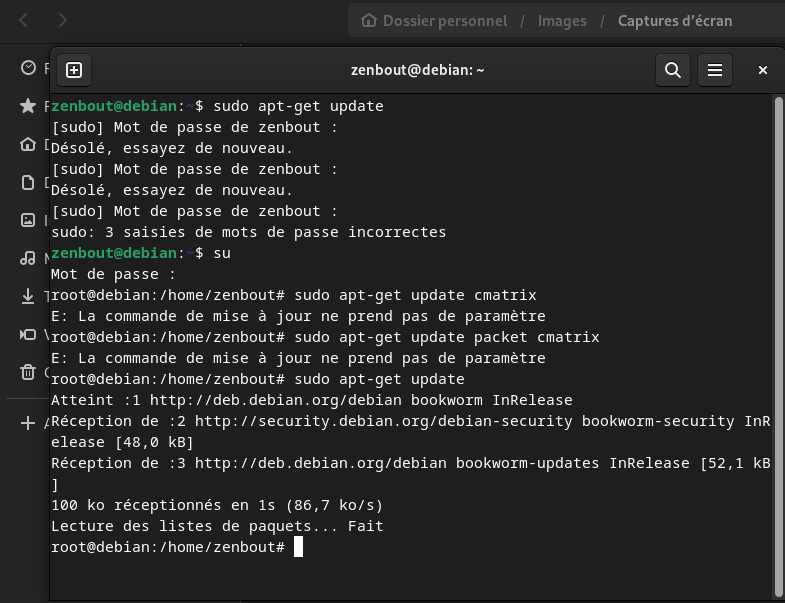 Dossier personnel / Images / Captures d'écran
zenbout@debian: ~
zenbout@debian:~$ sudo apt-get update
[sudo] Mot de passe de zenbout :
Désolé, essayez de nouveau.
[sudo] Mot de passe de zenbout :
Désolé, essayez de nouveau.
[sudo] Mot de passe de zenbout :
sudo: 3 saisies de mots de passe incorrectes
zenbout@debian:~$ su
Mot de passe :
root@debian:/home/zenbout# sudo apt-get update cmatrix
E: La commande de mise à jour ne prend pas de paramètre
root@debian:/home/zenbout# sudo apt-get update packet cmatrix
E: La commande de mise à jour ne prend pas de paramètre
root@debian:/home/zenbout# sudo apt-get update
Atteint :1 http://deb.debian.org/debian bookworm InRelease
Réception de :2 http://security.debian.org/debian-security bookworm-security InR
elease [48,0 kB]
Réception de :3 http://deb.debian.org/debian bookworm-updates InRelease [52,1 kB
]
100 ko réceptionnés en 1s (86,7 ko/s)
Lecture des listes de paquets... Fait
root@debian:/home/zenbout#